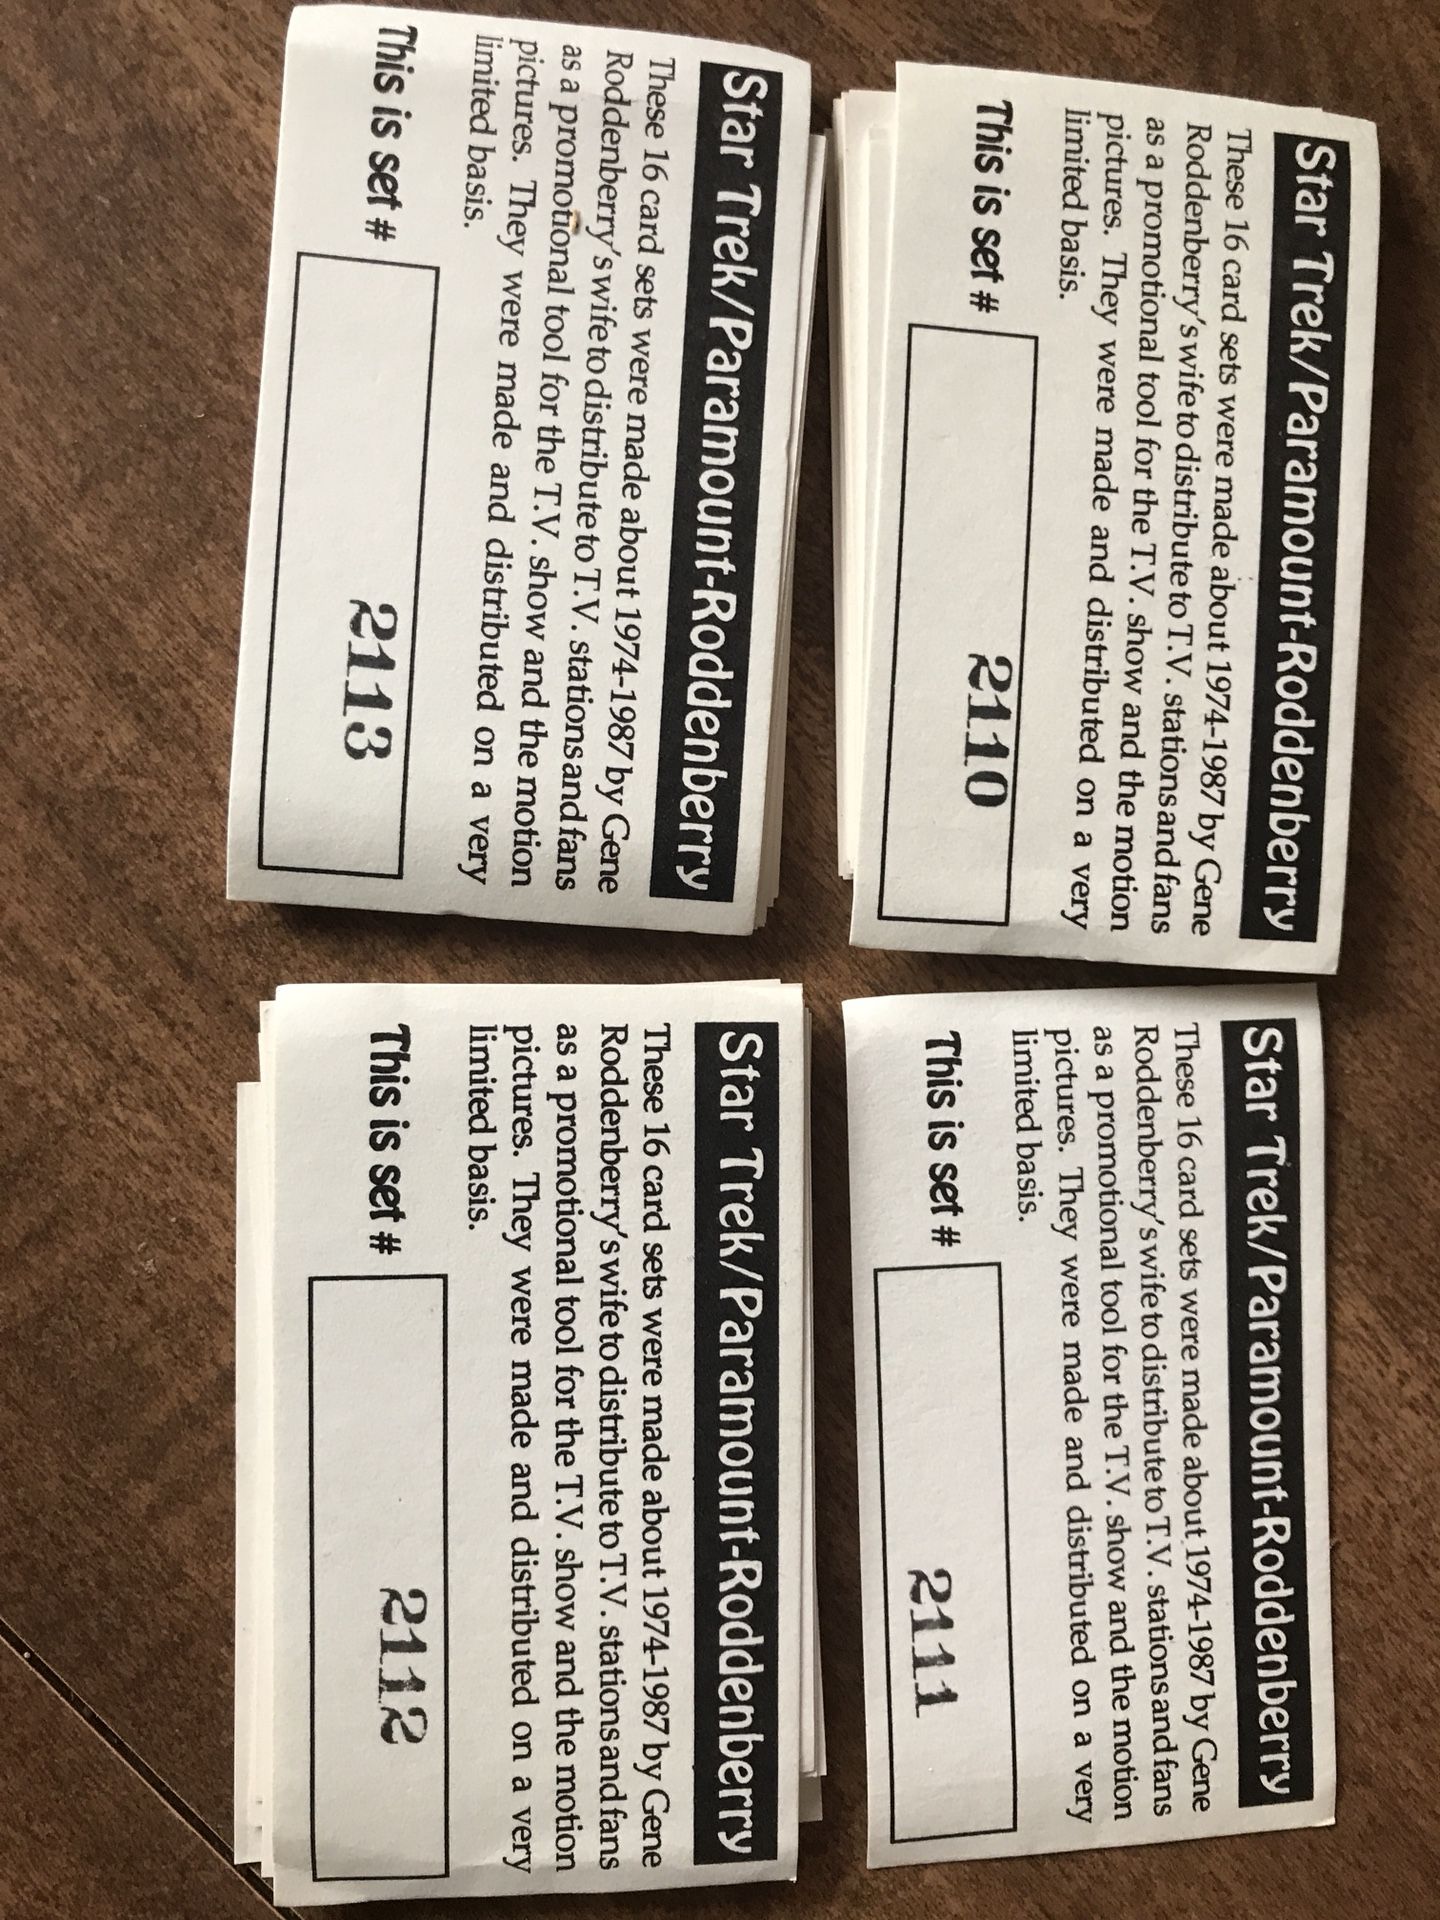 Star Trek/Paramount-Roddenberry
These 16 card sets were made about 1974-1987 by Gene
Roddenberry's wife to distribute to T.V. stations and fans
as a promotional tool for the T.V. show and the motion
pictures. They were made and distributed on a very
limited basis.
This is set #
2110
Star Trek/Paramount-Roddenberry
These 16 card sets were made about 1974-1987 by Gene
Roddenberry's wife to distribute to T.V. stations and fans
as a promotional tool for the T.V. show and the motion
pictures. They were made and distributed on a very
limited basis.
This is set #
2111
Star Trek/Paramount-Roddenberry
These 16 card sets were made about 1974-1987 by Gene
Roddenberry's wife to distribute to T.V. stations and fans
as a promotional tool for the T.V. show and the motion
pictures. They were made and distributed on a very
limited basis.
This is set #
2113
Star Trek/Paramount-Roddenberry
These 16 card sets were made about 1974-1987 by Gene
Roddenberry's wife to distribute to T.V. stations and fans
as a promotional tool for the T.V. show and the motion
pictures. They were made and distributed on a very
limited basis.
This is set #
2112